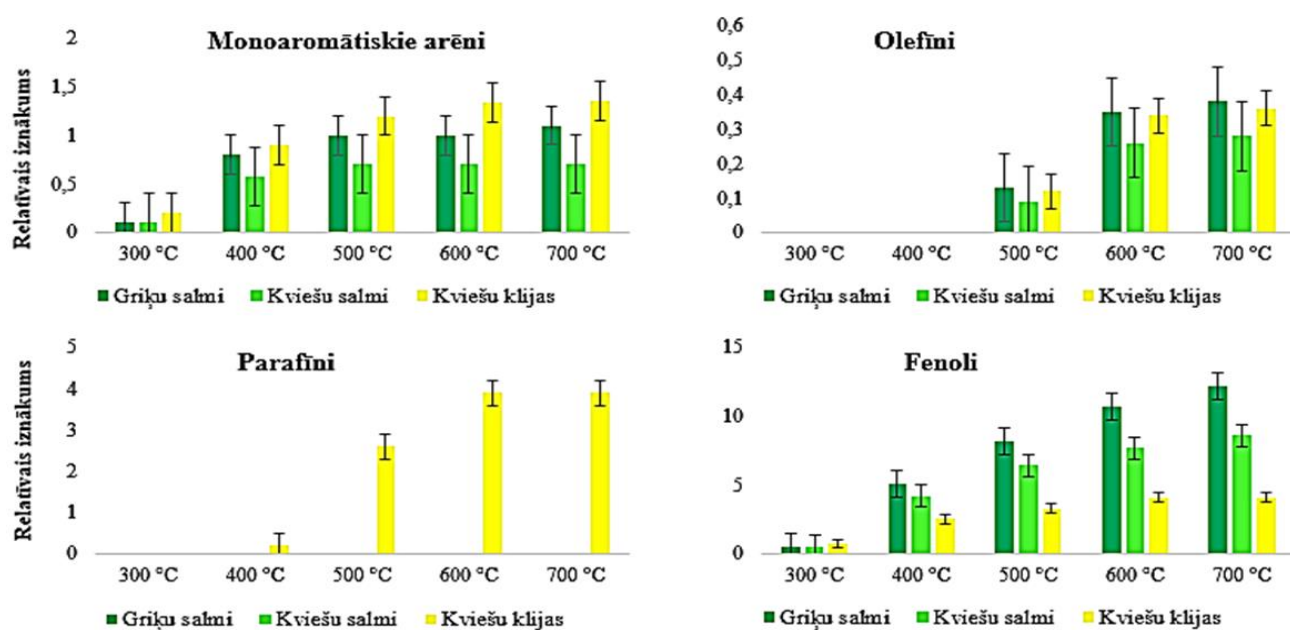 Monoaromātiskie arēni
Relatīvais iznākums
2
1,5
1
0,5
0
300 °C 400 °C 500 °C 600 °C 700 °C
Griķu salmi Kviešu salmi Kviešu klijas
Olefīni
0,6
0,5
0,4
0,3
0,2
0,1
0
300 °C 400 °C 500 °C 600 °C 700 °C
Griķu salmi Kviešu salmi Kviešu klijas
Parafīni
Relatīvais iznākums
5
4
3
2
1
0
300 °C 400 °C 500 °C 600 °C 700 °C
Griķu salmi Kviešu salmi Kviešu klijas
Fenoli
15
10
5
0
300 °C 400 °C 500 °C 600 °C 700 °C
Griķu salmi Kviešu salmi Kviešu klijas